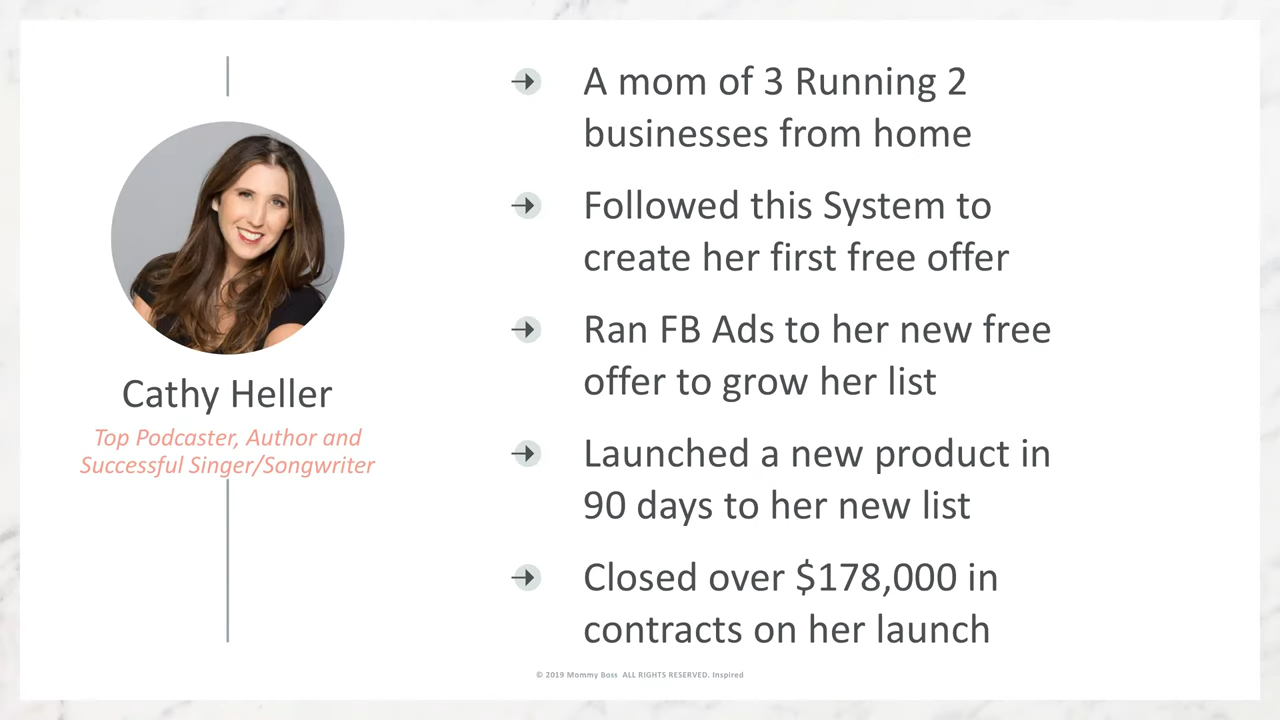 Cathy Heller
Top Podcaster, Author and
Successful Singer/Songwriter
A mom of 3 Running 2
businesses from home
Followed this System to
create her first free offer
Ran FB Ads to her new free
offer to grow her list
Launched a new product in
90 days to her new list
Closed over $178,000 in
contracts on her launch
© 2019 Mommy Boss ALL RIGHTS RESERVED. Inspired